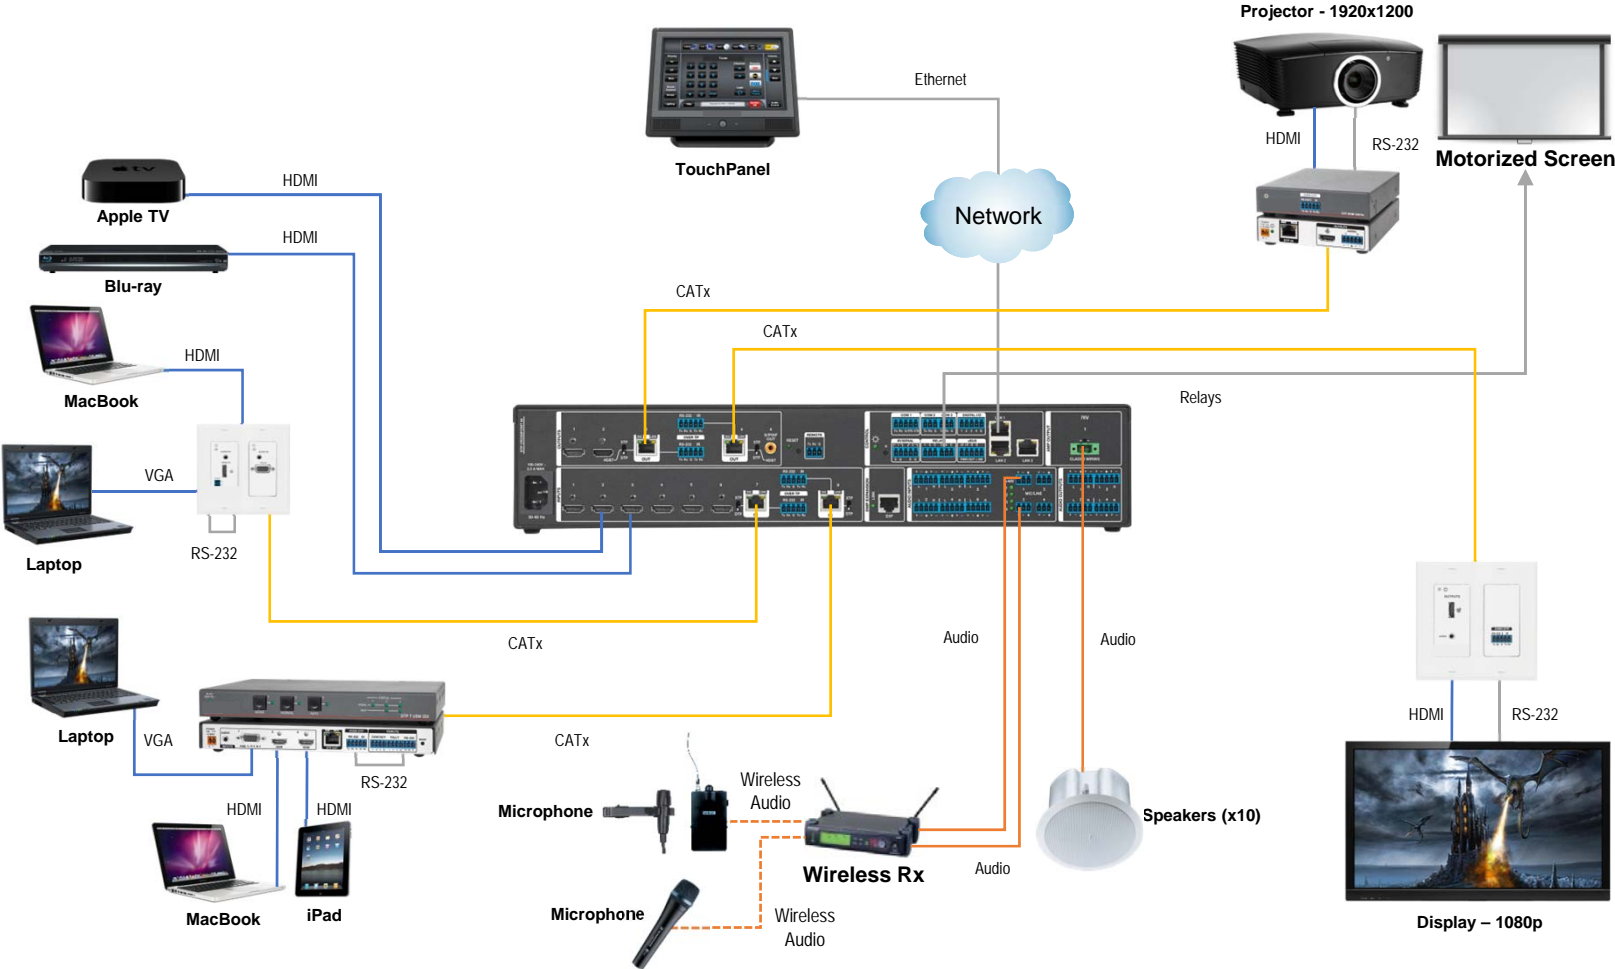 Projector - 1920x1200
Ethernet
HDMI
RS-232
Motorized Screen
TouchPanel
HDMI
Apple TV
Network
HDMI
Blu-ray
CATx
CATx
HDMI
MacBook
Relays
VGA
RS-232
Laptop
CATx
Audio
Audio
Laptop
VGA
CATx
HDMI
RS-232
RS-232
HDMI
HDMI
Wireless
Audio
Microphone
Speakers (x10)
Wireless Rx
Audio
MacBook
iPad
Microphone
Wireless
Audio
Display – 1080p